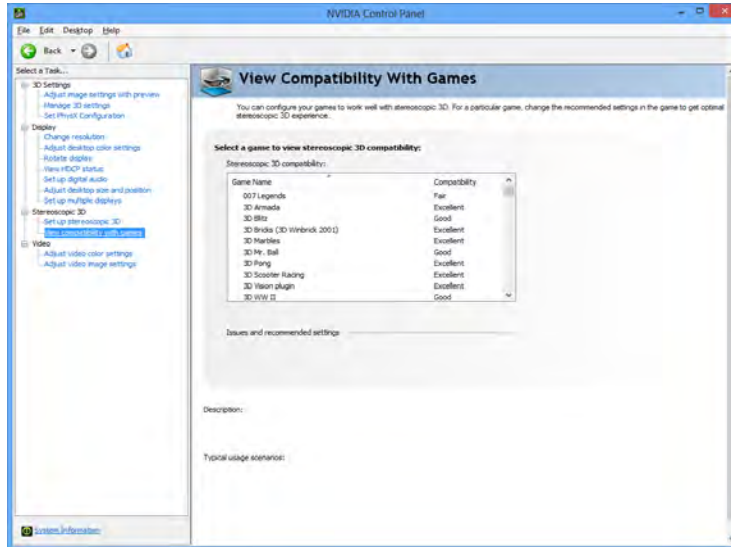 NVIDIA Control Panel
File Edit Desktop Help
Back
Select a Task...
3D Settings
Adjust image settings with preview
Manage 3D settings
Set PhysX Configuration
Display
Change resolution
Adjust desktop color settings
Rotate display
View HDCP status
Set up digital audio
Adjust desktop size and position
Set up multiple displays
Stereoscopic 3D
Set up stereoscopic 3D
View compatibility with games
Video
Adjust video color settings
Adjust video image settings
System Information
View Compatibility With Games
You can configure your games to work well with stereoscopic 3D. For a particular game, change the recommended settings in the game to get optimal
stereoscopic 3D experience.
Select a game to view stereoscopic 3D compatibility:
Stereoscopic 3D compatibility:
Game Name Compatibility
007 Legends Fair
3D Armada Excellent
3D Blitz Good
3D Bricks (3D Winbrick 2001) Excellent
3D Marbles Excellent
3D Mr. Ball Good
3D Pong Excellent
3D Scooter Racing Excellent
3D Vision plugin Excellent
3D WW II Good
Issues and recommended settings
Description:
Typical usage scenarios: